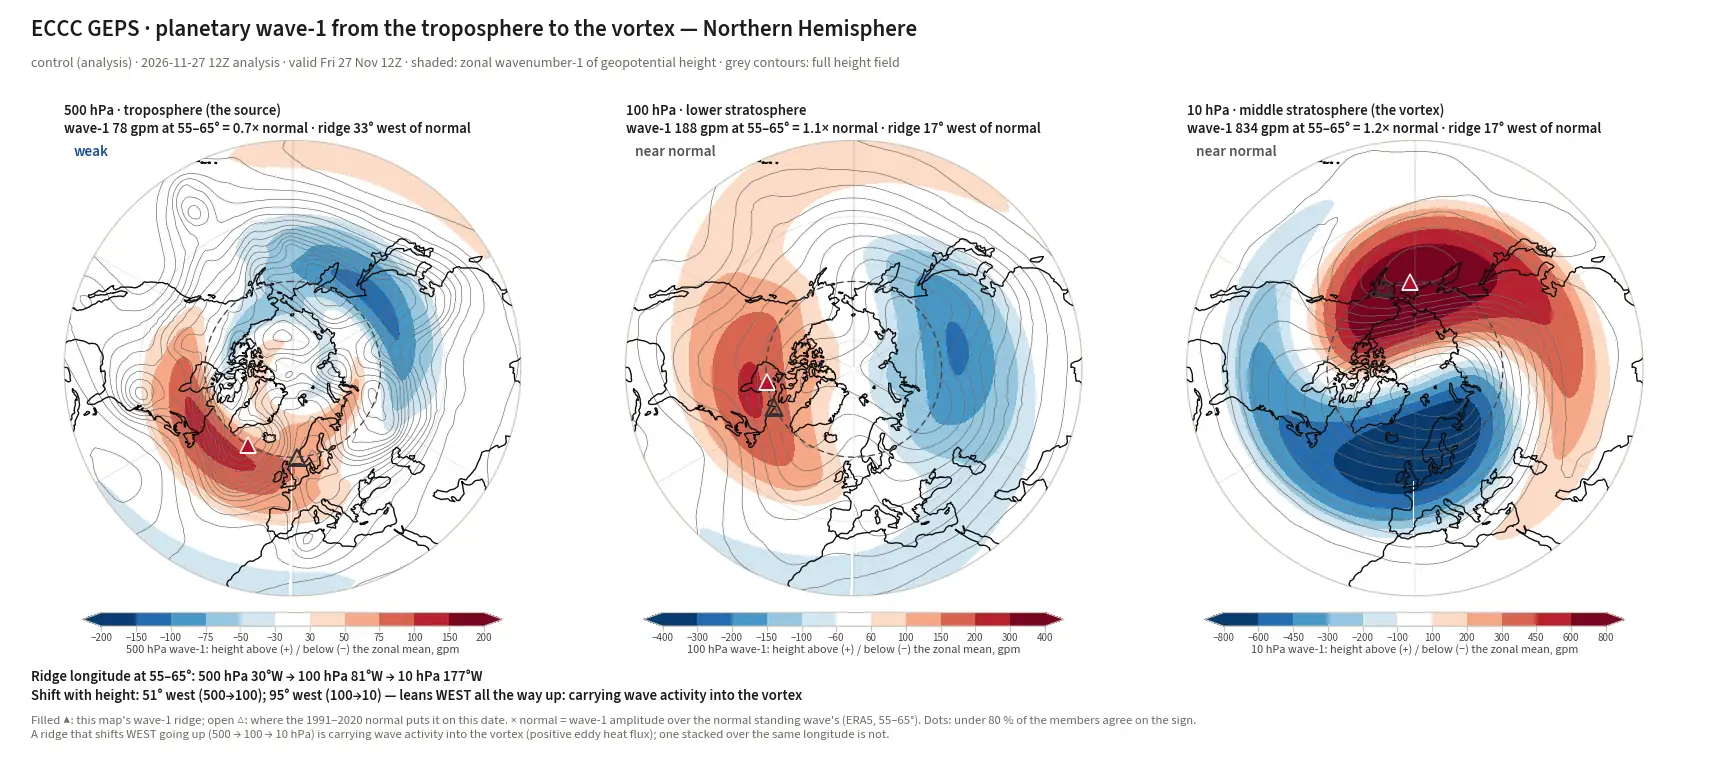 ECCC GEPS · planetary wave-1 from the troposphere to the vortex — Northern Hemisphere
control (analysis) · 2026-11-27 12Z analysis · valid Fri 27 Nov 12Z · shaded: zonal wavenumber-1 of geopotential height · grey contours: full height field
500 hPa · troposphere (the source)
wave-1 78 gpm at 55–65° = 0.7× normal · ridge 33° west of normal
weak
100 hPa · lower stratosphere
wave-1 188 gpm at 55–65° = 1.1× normal · ridge 17° west of normal
near normal
10 hPa · middle stratosphere (the vortex)
wave-1 834 gpm at 55–65° = 1.2× normal · ridge 17° west of normal
near normal
−200 −150 −100 −75 −50 −30 30 50 75 100 150 200
500 hPa wave-1: height above (+) / below (−) the zonal mean, gpm
−400 −300 −200 −150 −100 −60 60 100 150 200 300 400
100 hPa wave-1: height above (+) / below (−) the zonal mean, gpm
−800 −600 −450 −300 −200 −100 100 200 300 450 600 800
10 hPa wave-1: height above (+) / below (−) the zonal mean, gpm
Ridge longitude at 55–65°: 500 hPa 30°W → 100 hPa 81°W → 10 hPa 177°W
Shift with height: 51° west (500→100); 95° west (100→10) — leans WEST all the way up: carrying wave activity into the vortex
Filled ▲: this map's wave-1 ridge; open △: where the 1991–2020 normal puts it on this date. × normal = wave-1 amplitude over the normal standing wave's (ERA5, 55–65°). Dots: under 80 % of the members agree on the sign.
A ridge that shifts WEST going up (500 → 100 → 10 hPa) is carrying wave activity into the vortex (positive eddy heat flux); one stacked over the same longitude is not.